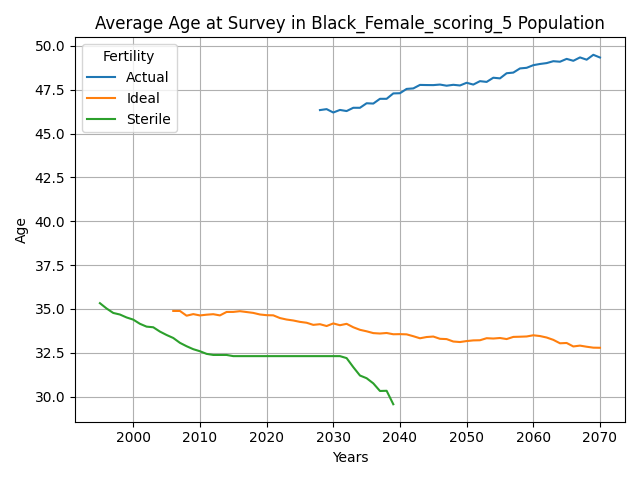 Average Age at Survey in Black_Female_scoring_5 Population
Fertility
Actual
Ideal
Sterile
Age
50.0
47.5
45.0
42.5
40.0
37.5
35.0
32.5
30.0
2000 2010 2020 2030 2040 2050 2060 2070
Years